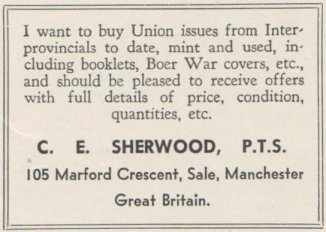 I want to buy Union issues from Inter-
provincials to date, mint and used, in-
cluding booklets, Boer War covers, etc.,
and should be pleased to receive offers
with full details of price, condition,
quantities, etc.
C. E. SHERWOOD, P.T.S.
105 Marford Crescent, Sale, Manchester
Great Britain.